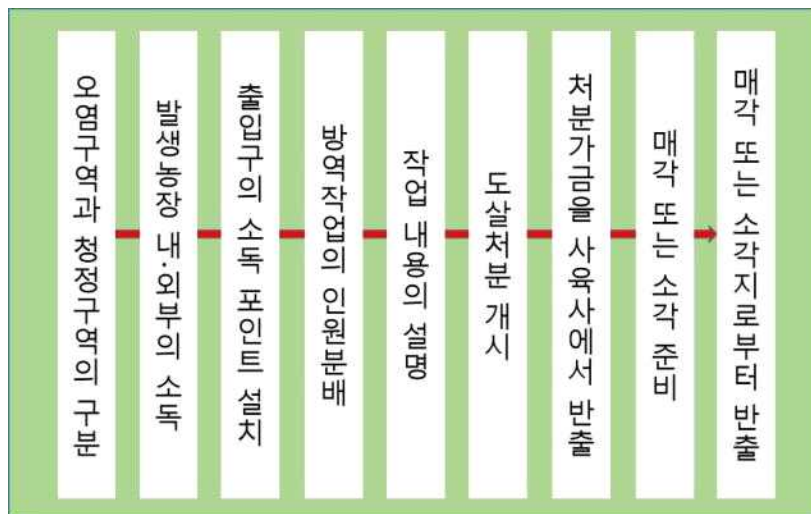 오염구역과 청정구역의 구분
발생농장 내·외부의 소독
출입구의 소독 포인트 설치
방역작업의 인원분배
작업 내용의 설명
도살처분 개시
처분가금을 사육사에서 반출
매각 또는 소각 준비
매각 또는 소각지로부터 반출